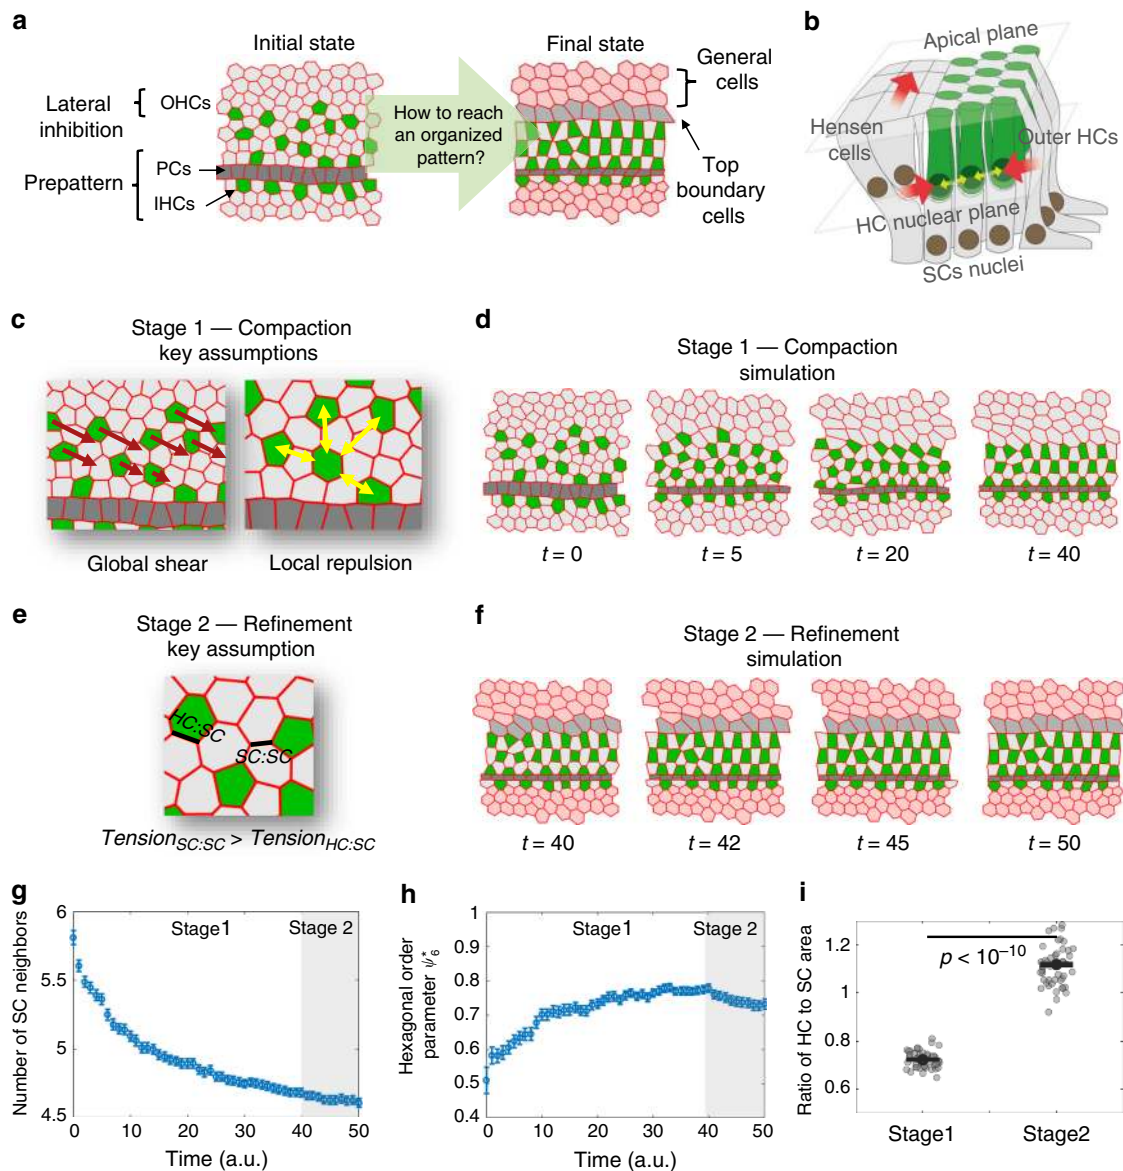 a
Initial state
Final state
General
cells
Lateral
inhibition
OHCs
How to reach
an organized
pattern?
Prepattern
PCs
IHCs
Top
boundary
cells
b
Apical plane
Hensen
cells
Outer HCs
HC nuclear plane
SCs nuclei
c
Stage 1 — Compaction
key assumptions
Global shear
Local repulsion
d
Stage 1 — Compaction
simulation
t = 0
t = 5
t = 20
t = 40
e
Stage 2 — Refinement
key assumption
HC:SC
SC:SC
TensionSC:SC > TensionHC:SC
f
Stage 2 — Refinement
simulation
t = 40
t = 42
t = 45
t = 50
g
Number of SC neighbors
6
5.5
5
4.5
Stage1
Stage 2
0
10
20
30
40
50
Time (a.u.)
h
Hexagonal order
parameter ψ*6
1
0.9
0.8
0.7
0.6
0.5
0.4
Stage1
Stage 2
0
10
20
30
40
50
Time (a.u.)
i
Ratio of HC to SC area
1.2
1
0.8
0.6
p < 10−10
Stage1
Stage2